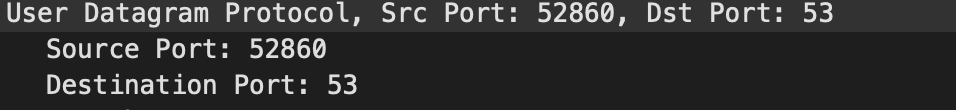 User Datagram Protocol, Src Port: 52860, Dst Port: 53
Source Port: 52860
Destination Port: 53